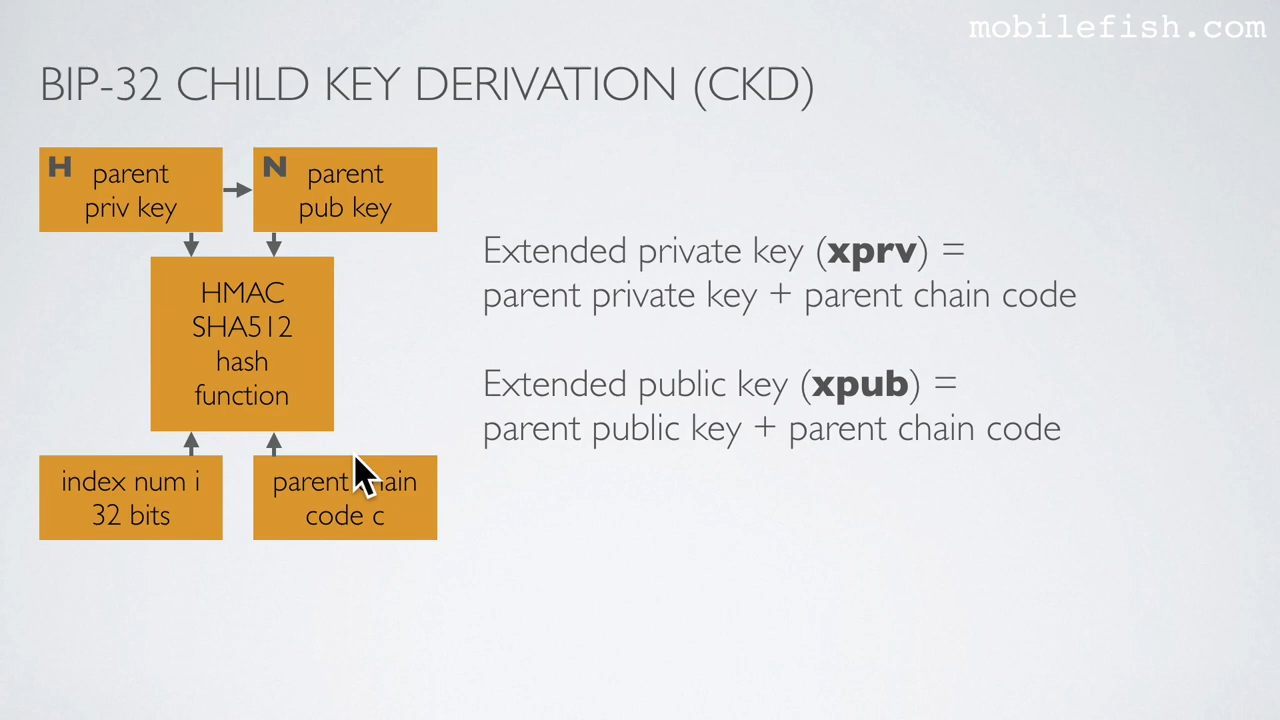 mobilefish.com
BIP-32 CHILD KEY DERIVATION (CKD)
H
parent
priv key
N
parent
pub key
HMAC
SHA512
hash
function
index num i
32 bits
parent chain
code c
Extended private key (xprv) =
parent private key + parent chain code
Extended public key (xpub) =
parent public key + parent chain code